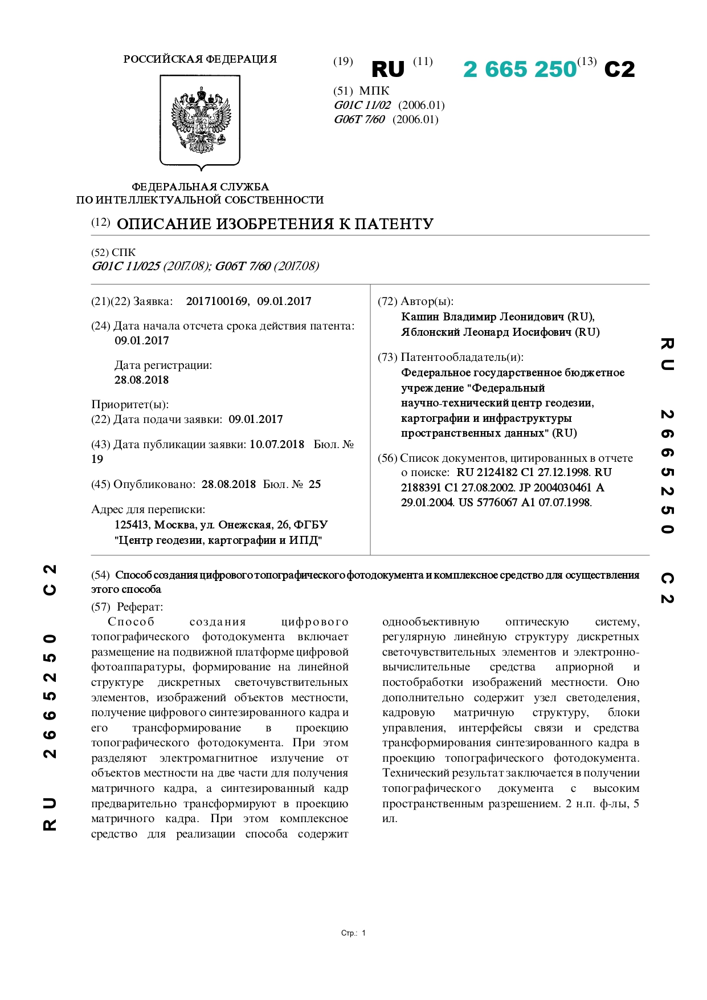 РОССИЙСКАЯ ФЕДЕРАЦИЯ
ФЕДЕРАЛЬНАЯ СЛУЖБА
ПО ИНТЕЛЛЕКТУАЛЬНОЙ СОБСТВЕННОСТИ
(19) RU (11) 2 665 250 (13) C2
(51) МПК
G01C 11/02 (2006.01)
G06T 7/60 (2006.01)
(12) ОПИСАНИЕ ИЗОБРЕТЕНИЯ К ПАТЕНТУ
(52) СПК
G01C 11/025 (2017.08); G06T 7/60 (2017.08)
(21)(22) Заявка: 2017100169, 09.01.2017
(24) Дата начала отсчета срока действия патента:
09.01.2017
Дата регистрации:
28.08.2018
Приоритет(ы):
(22) Дата подачи заявки: 09.01.2017
(43) Дата публикации заявки: 10.07.2018 Бюл. №
19
(45) Опубликовано: 28.08.2018 Бюл. № 25
Адрес для переписки:
125413, Москва, ул. Онежская, 26, ФГБУ
"Центр геодезии, картографии и ИПД"
(72) Автор(ы):
Кашин Владимир Леонидович (RU),
Яблонский Леонард Иосифович (RU)
(73) Патентообладатель(и):
Федеральное государственное бюджетное
учреждение "Федеральный
научно-технический центр геодезии,
картографии и инфраструктуры
пространственных данных" (RU)
(56) Список документов, цитированных в отчете
о поиске: RU 2124182 C1 27.12.1998. RU
2188391 C1 27.08.2002. JP 2004030461 A
29.01.2004. US 5776067 A1 07.07.1998.
(54) Способ создания цифрового топографического фотодокумента и комплексное средство для осуществления
этого способа
(57) Реферат:
Способ создания цифрового
топографического фотодокумента включает
размещение на подвижной платформе цифровой
фотоаппаратуры, формирование на линейной
структуре дискретных светочувствительных
элементов, изображений объектов местности,
получение цифрового синтезированного кадра и
его трансформирование в проекцию
топографического фотодокумента. При этом
разделяют электромагнитное излучение от
объектов местности на две части для получения
матричного кадра, а синтезированный кадр
предварительно трансформируют в проекцию
матричного кадра. При этом комплексное
средство для реализации способа содержит
однообъективную оптическую систему,
регулярную линейную структуру дискретных
светочувствительных элементов и электронно-
вычислительные средства априорной и
постобработки изображений местности. Оно
дополнительно содержит узел светоделения,
кадровую матричную структуру, блоки
управления, интерфейсы связи и средства
трансформирования синтезированного кадра в
проекцию топографического фотодокумента.
Технический результат заключается в получении
топографического документа с высоким
пространственным разрешением. 2 н.п. ф-лы, 5
ил.
RU 2665250 C2
RU 2665250 C2
Стр.: 1